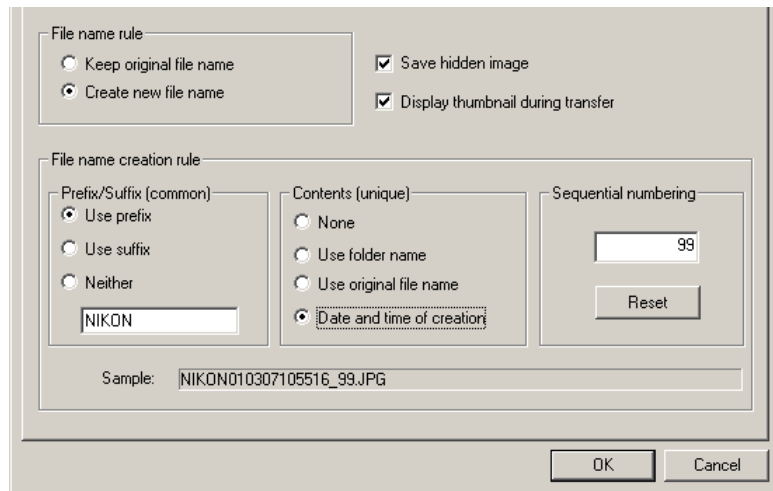 File name rule
Keep original file name
Create new file name
Save hidden image
Display thumbnail during transfer
File name creation rule
Prefix/Suffix (common)
Use prefix
Use suffix
Neither
NIKON
Contents (unique)
None
Use folder name
Use original file name
Date and time of creation
Sequential numbering
99
Reset
Sample: NIKON010307105516_99.JPG
OK Cancel